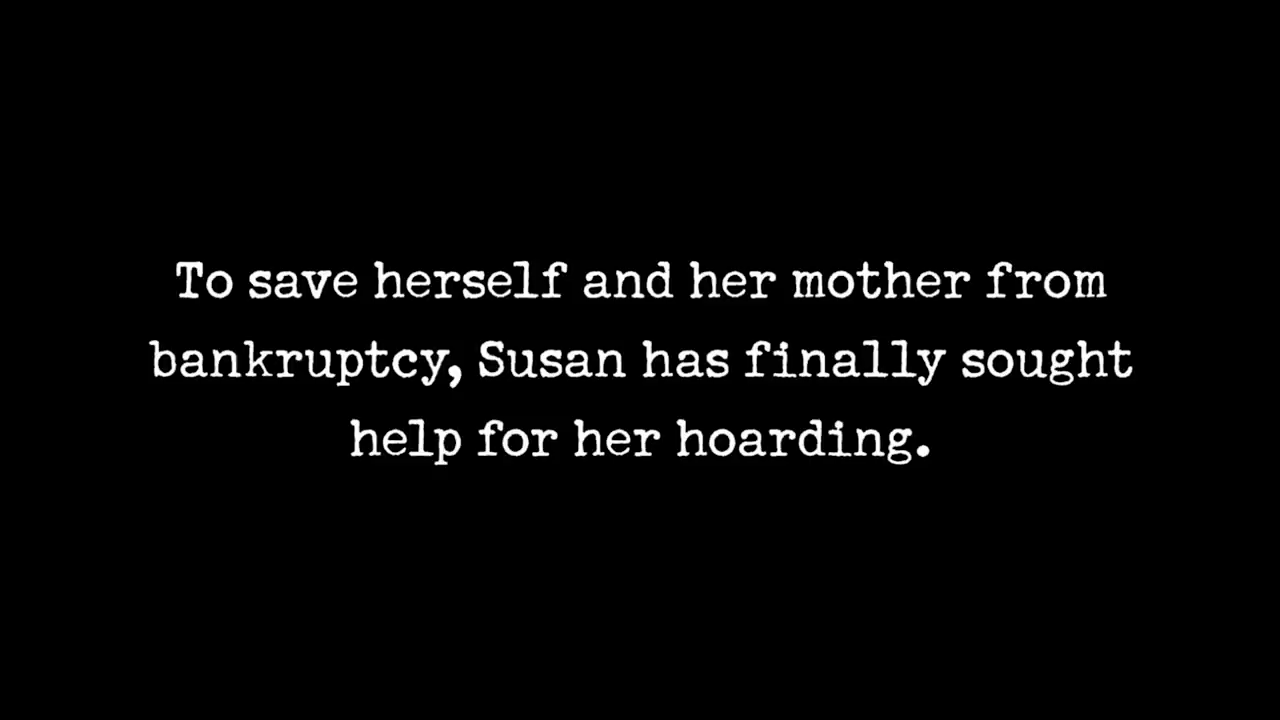 To save herself and her mother from
bankruptcy, Susan has finally sought
help for her hoarding.